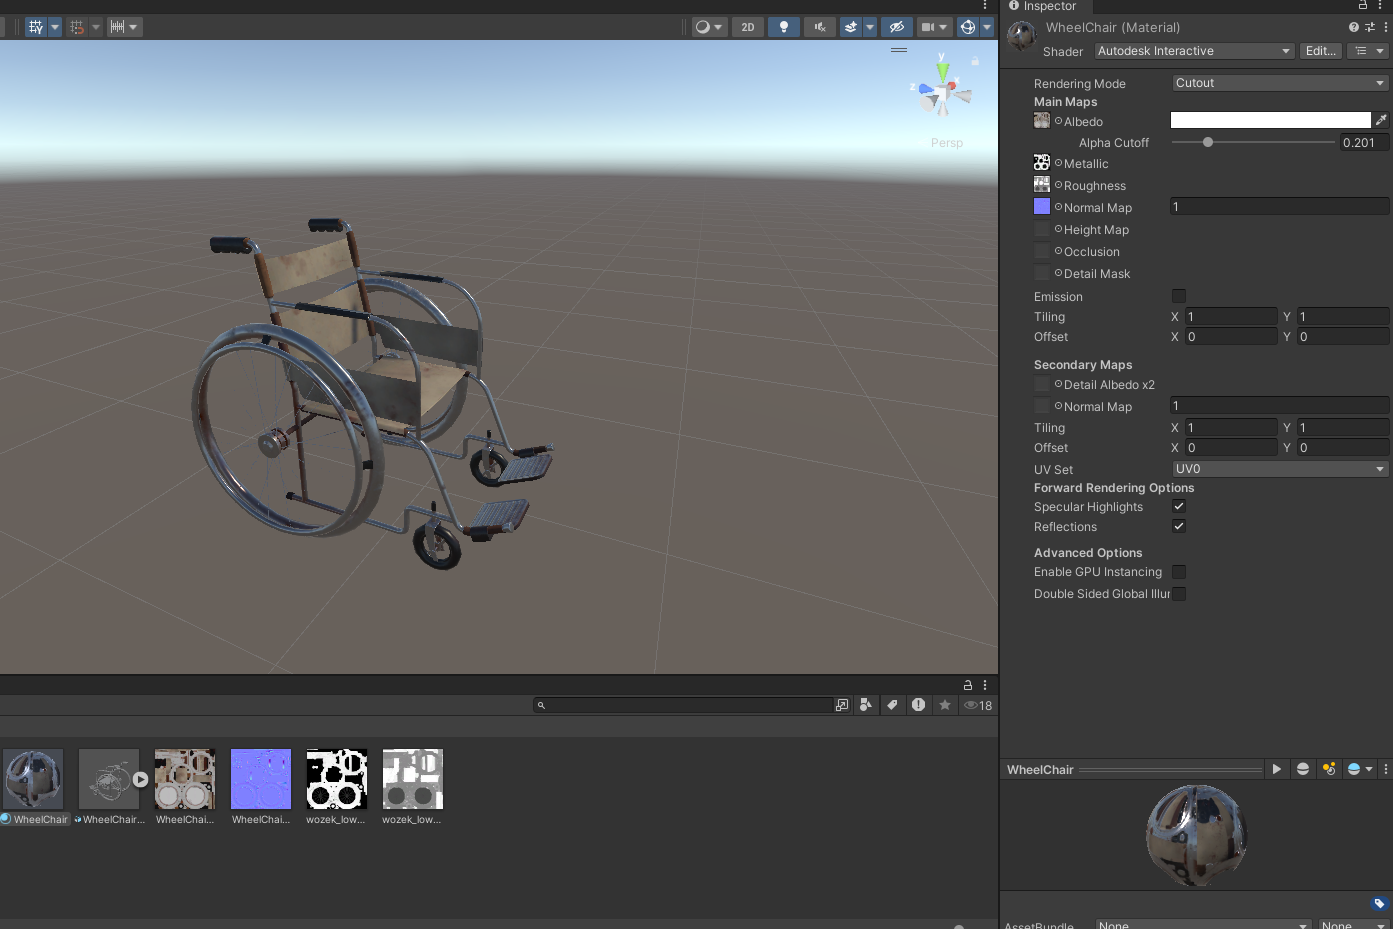 Inspector
2D
WheelChair (Material)
Shader
Autodesk Interactive
Edit...
y
x
z
Persp
Rendering Mode
Cutout
Main Maps
Albedo
Alpha Cutoff
0.201
Metallic
Roughness
Normal Map
1
Height Map
Occlusion
Detail Mask
Emission
Tiling
X 1
Y 1
Offset
X 0
Y 0
Secondary Maps
Detail Albedo x2
Normal Map
1
Tiling
X 1
Y 1
Offset
X 0
Y 0
UV Set
UV0
Forward Rendering Options
Specular Highlights
Reflections
Advanced Options
Enable GPU Instancing
Double Sided Global Illur
18
WheelChair
WheelChair...
WheelChai...
WheelChai...
wozek_low...
wozek_low...
WheelChair
AssetBundle
None
None